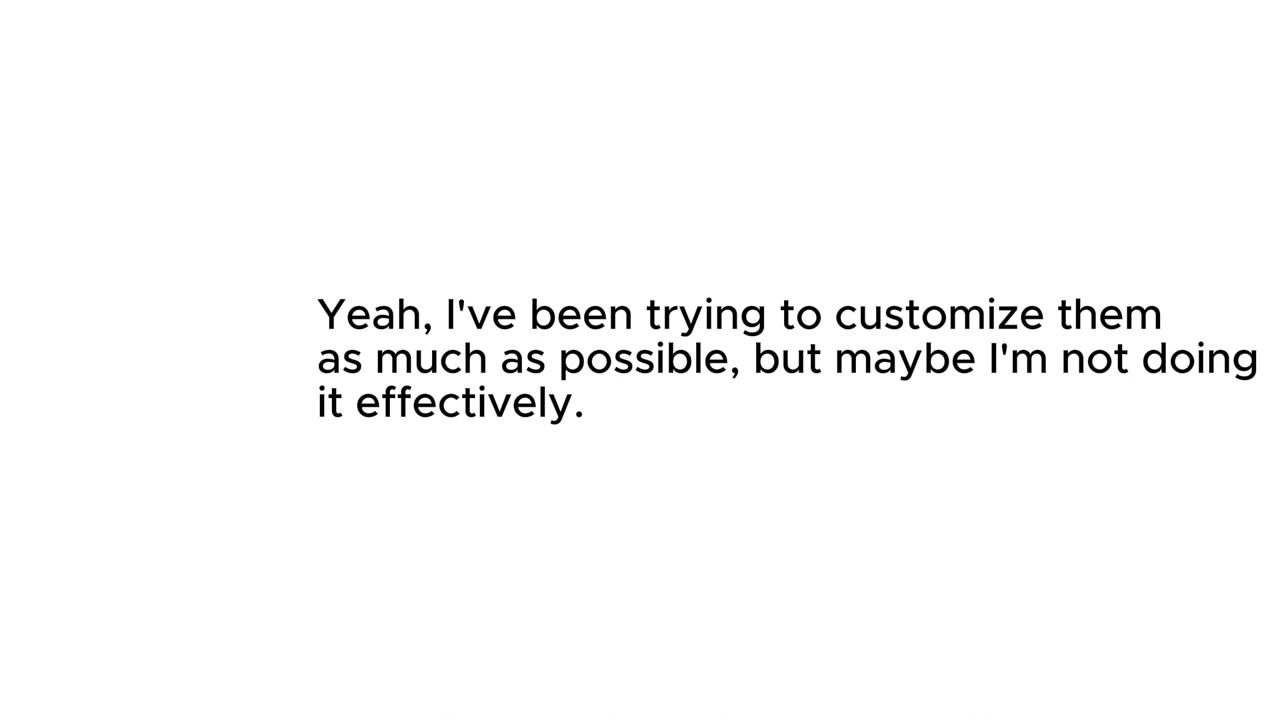 Yeah, I've been trying to customize them
as much as possible, but maybe I'm not doing
it effectively.